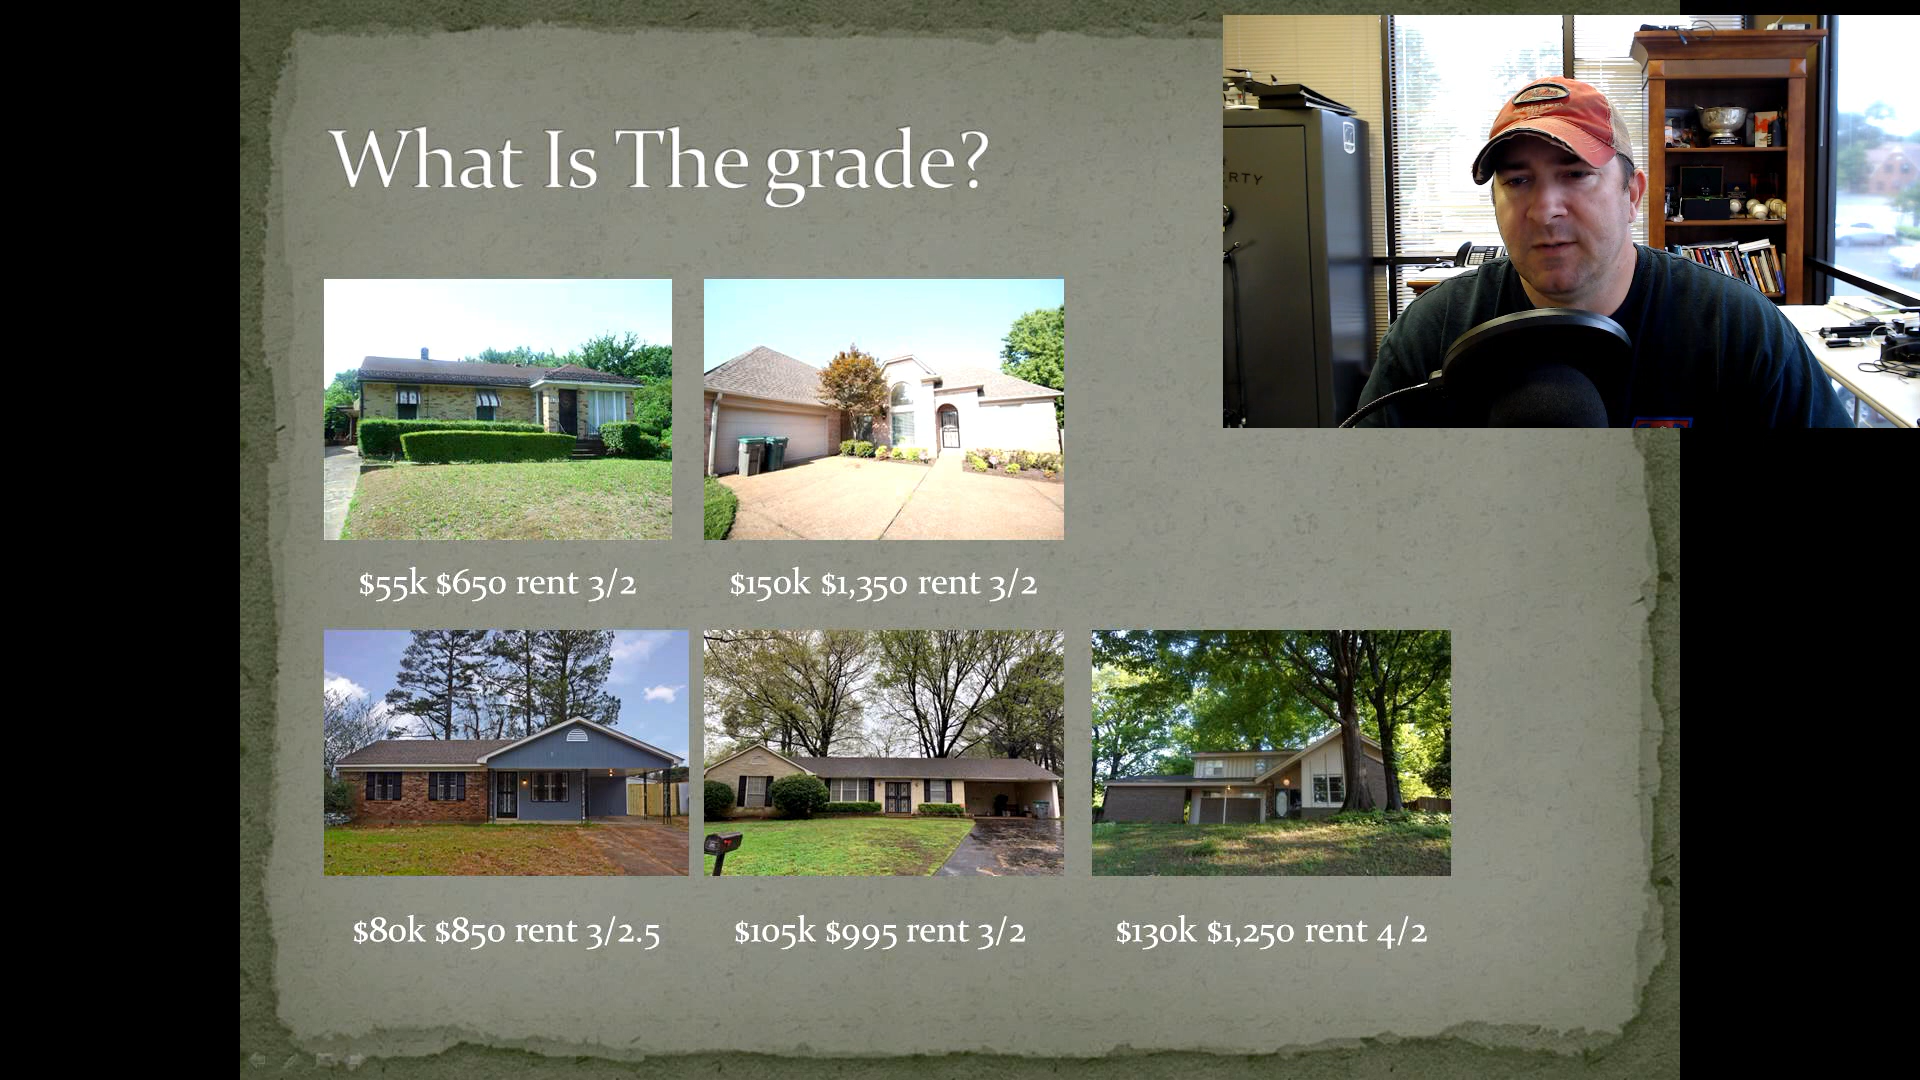 What Is The grade?
ERTY
$55k $650 rent 3/2
$150k $1,350 rent 3/2
$80k $850 rent 3/2.5
$105k $995 rent 3/2
$130k $1,250 rent 4/2